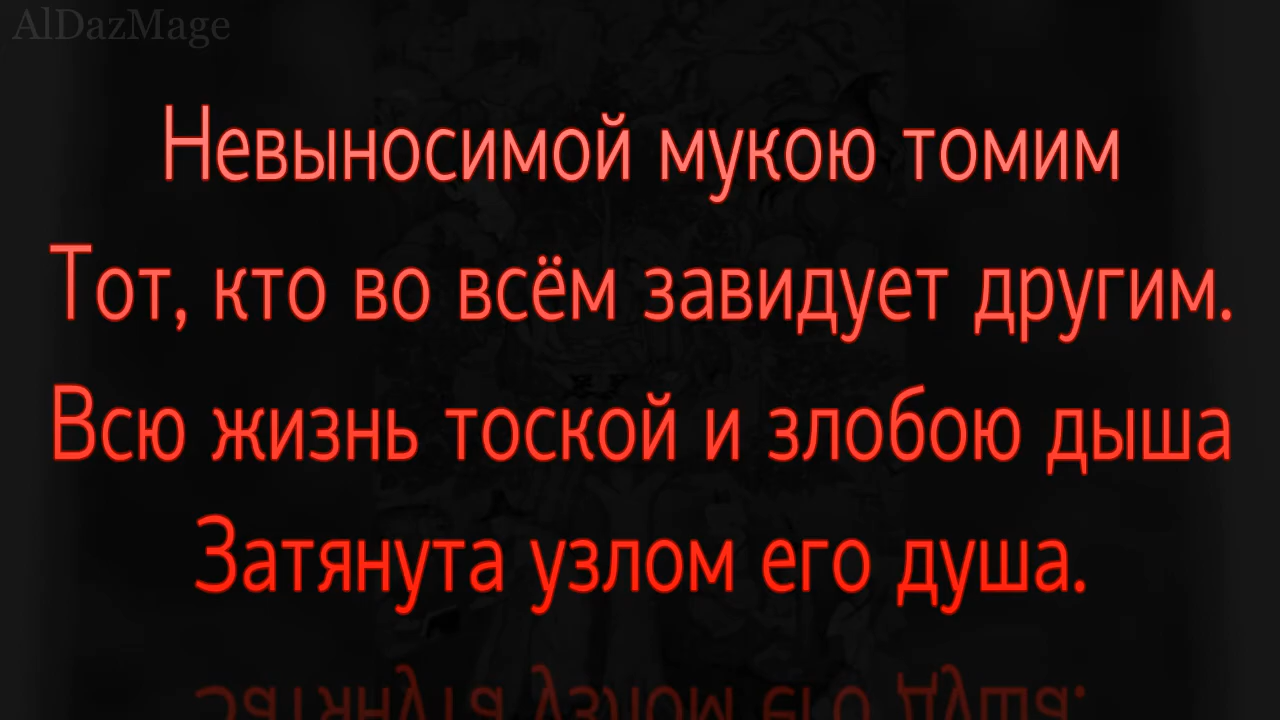 AlDazMage
Невыносимой мукою томим
Тот, кто во всём завидует другим.
Всю жизнь тоской и злобою дыша
Затянута узлом его душа.